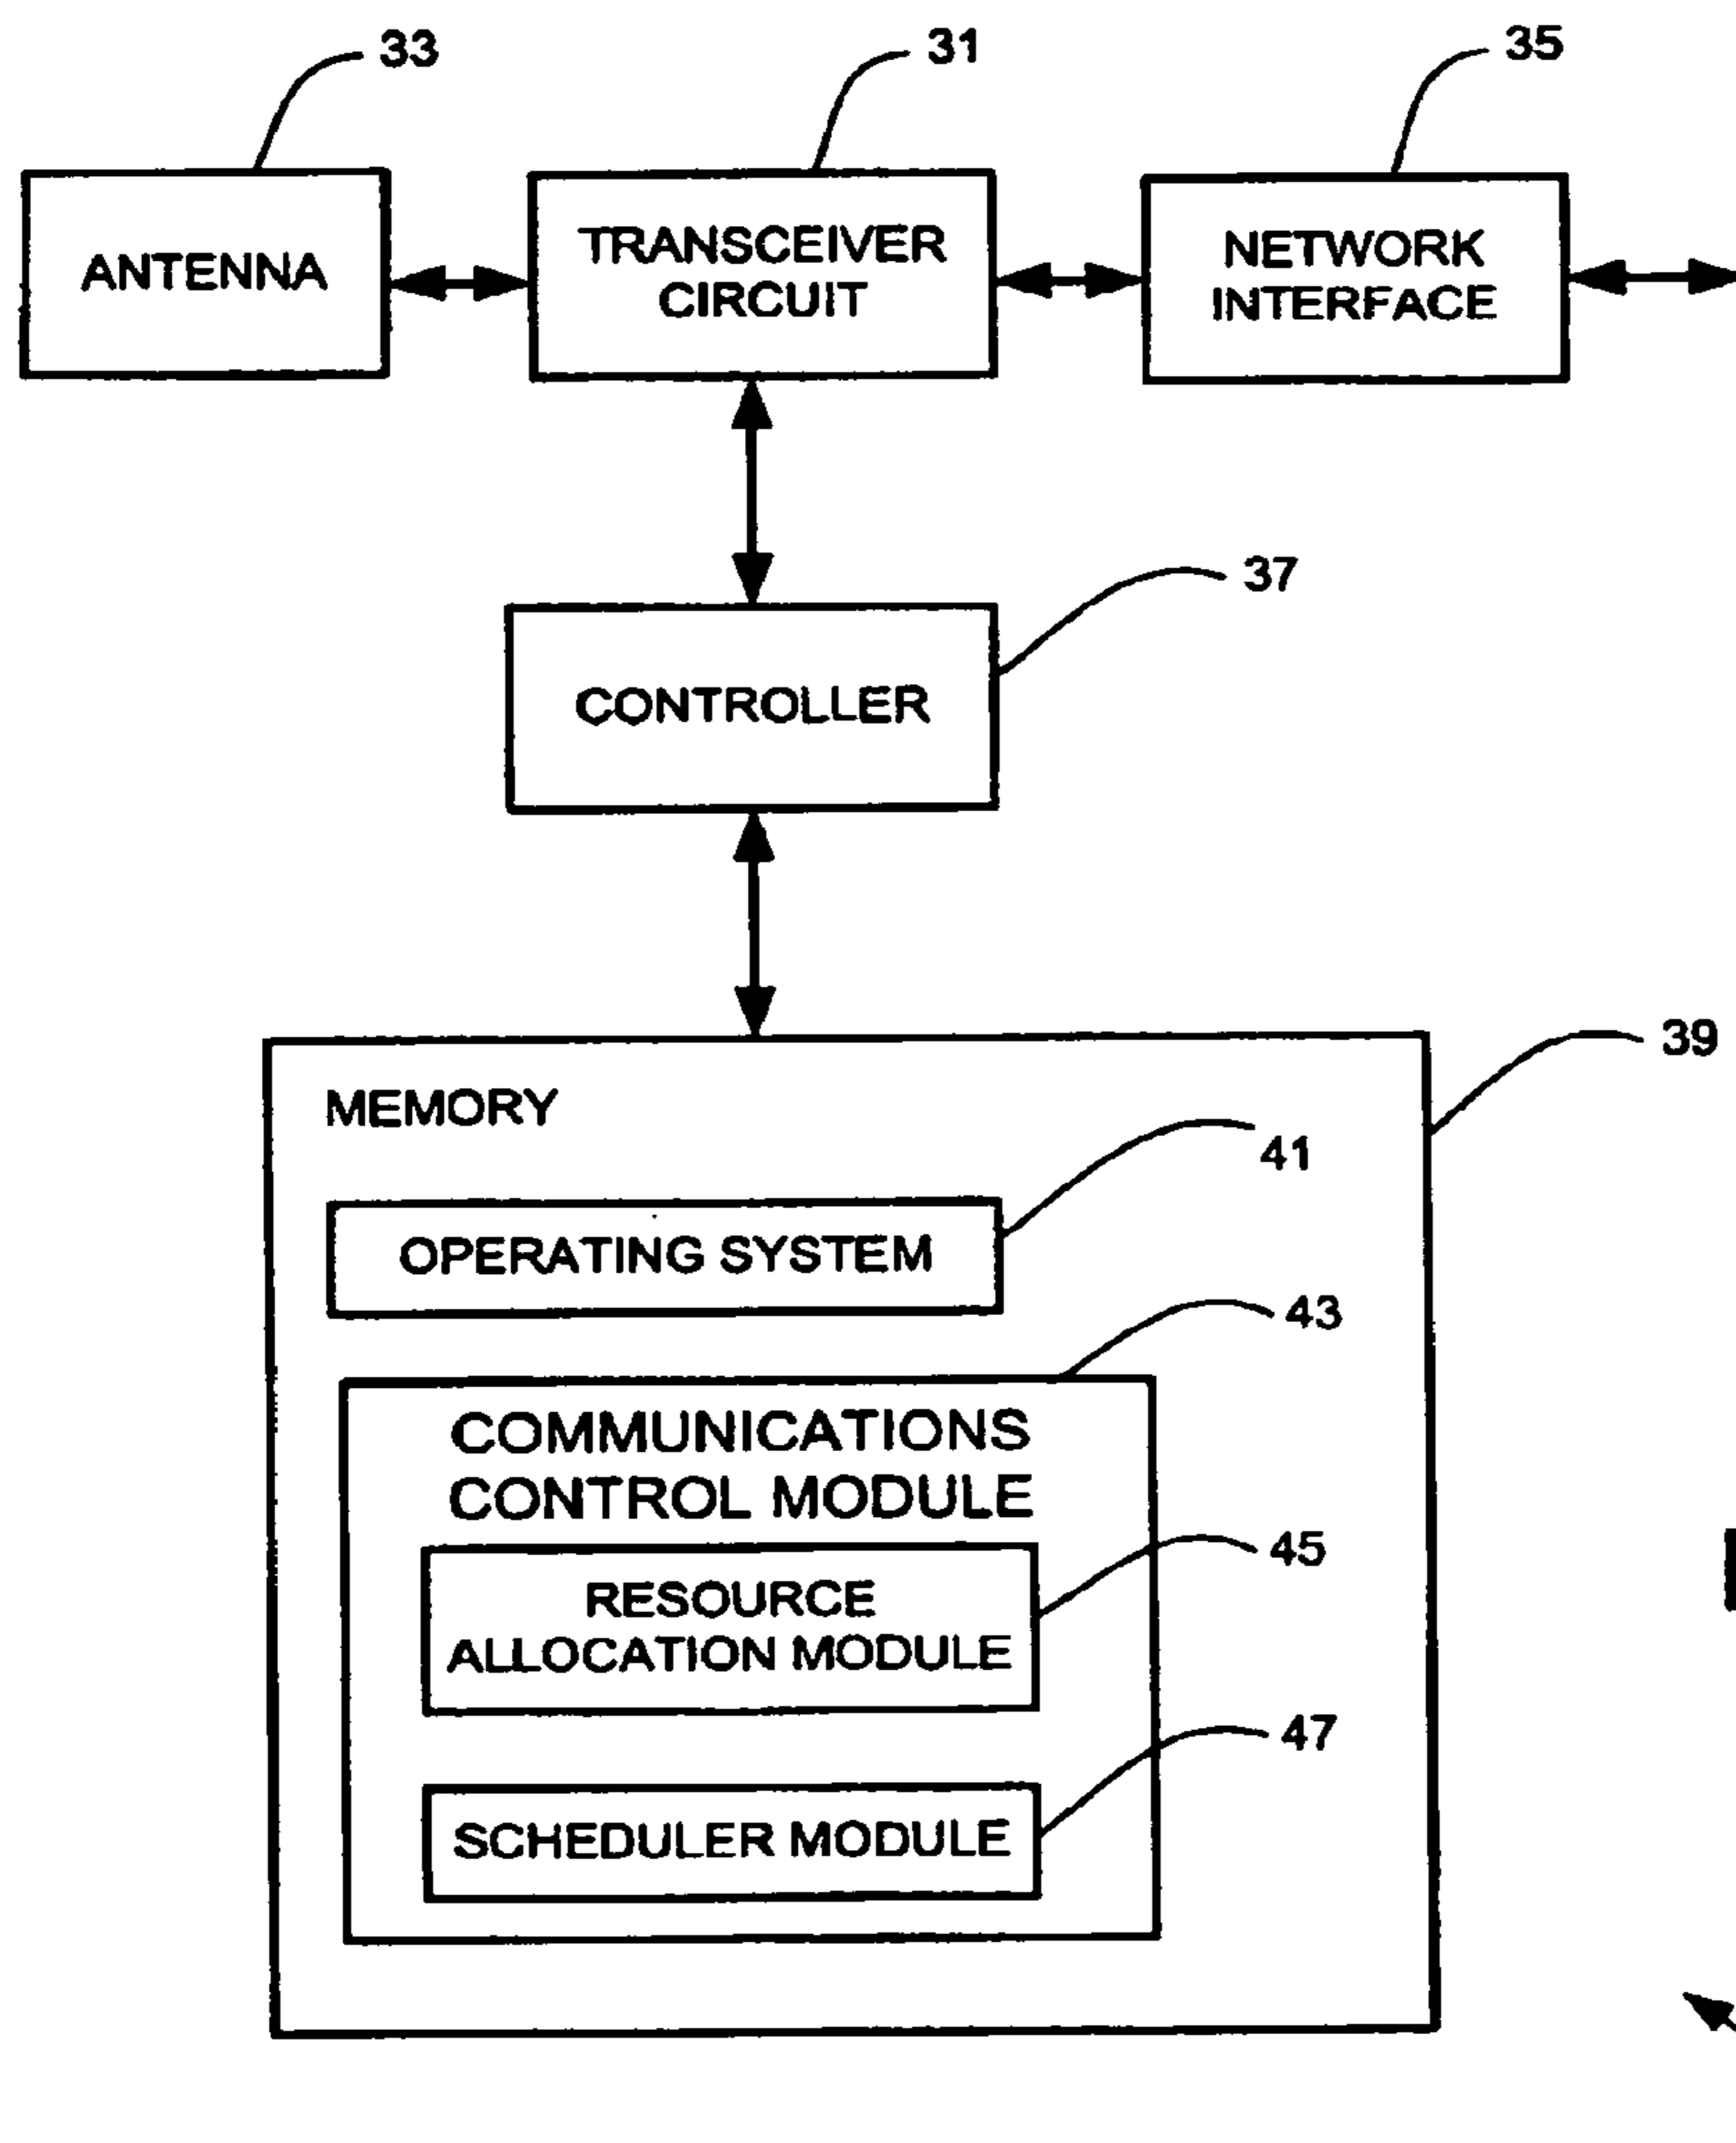 33
31
35
ANTENNA
TRANSCEIVER
CIRCUIT
NETWORK
INTERFACE
37
CONTROLLER
39
MEMORY
41
OPERATING SYSTEM
43
COMMUNICATIONS
CONTROL MODULE
45
RESOURCE
ALLOCATION MODULE
47
SCHEDULER MODULE